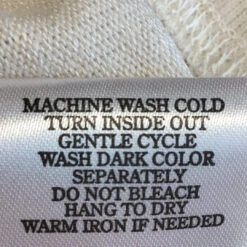 MACHINE WASH COLD
TURN INSIDE OUT
GENTLE CYCLE
WASH DARK COLOR
SEPARATELY
DO NOT BLEACH
HANG TO DRY
WARM IRON IF NEEDED